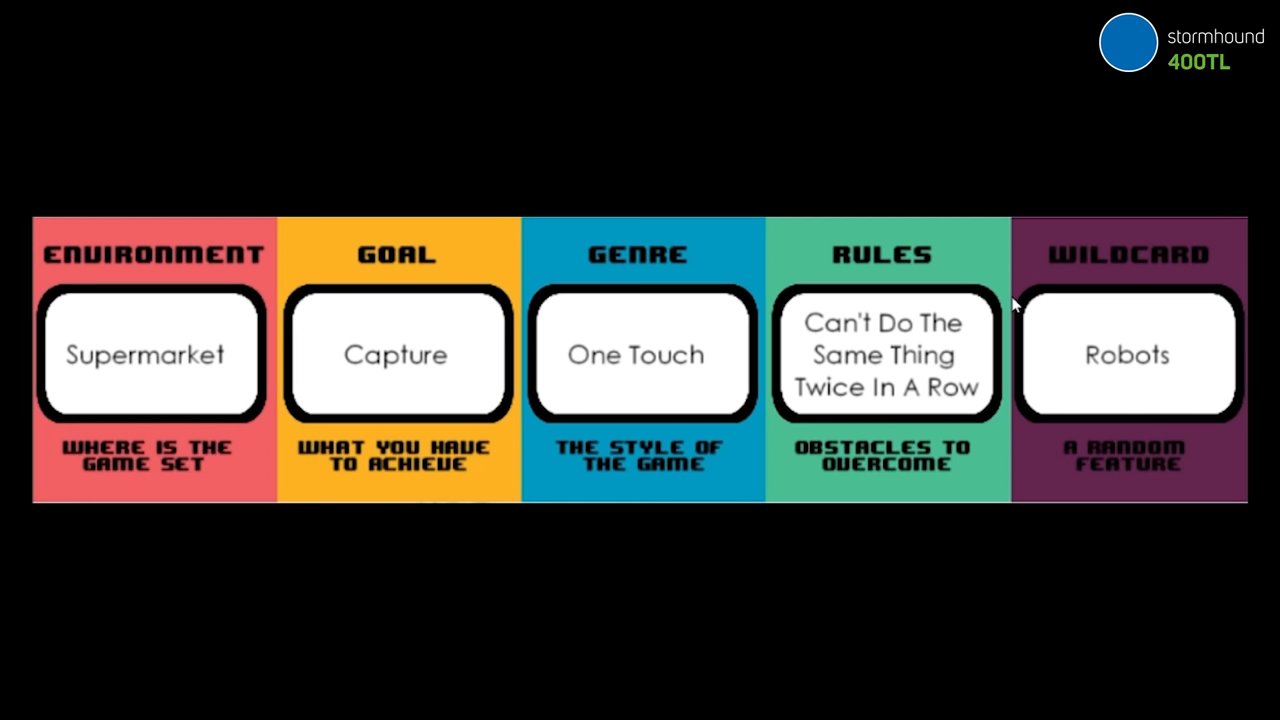 stormhound
400TL
ENVIRONMENT
Supermarket
WHERE IS THE
GAME SET
GOAL
Capture
WHAT YOU HAVE
TO ACHIEVE
GENRE
One Touch
THE STYLE OF
THE GAME
RULES
Can't Do The
Same Thing
Twice In A Row
OBSTACLES TO
OVERCOME
WILDCARD
Robots
A RANDOM
FEATURE